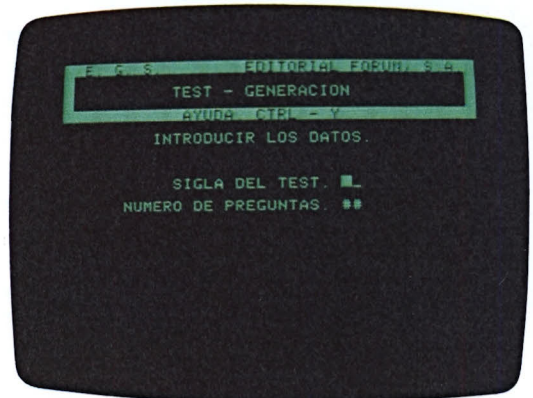 F. G. S. EDITORIAL FORUM, S.A.
TEST - GENERACION
AYUDA CTRL - Y
INTRODUCIR LOS DATOS.
SIGLA DEL TEST. ■_
NUMERO DE PREGUNTAS. ##